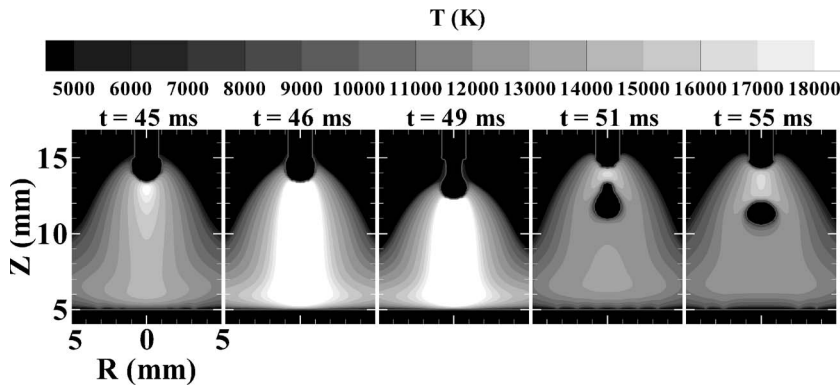 T (K)
5000 6000 7000 8000 9000 10000 11000 12000 13000 14000 15000 16000 17000 18000
t = 45 ms t = 46 ms t = 49 ms t = 51 ms t = 55 ms
15
10
5
Z (mm)
5 0 5
R (mm)